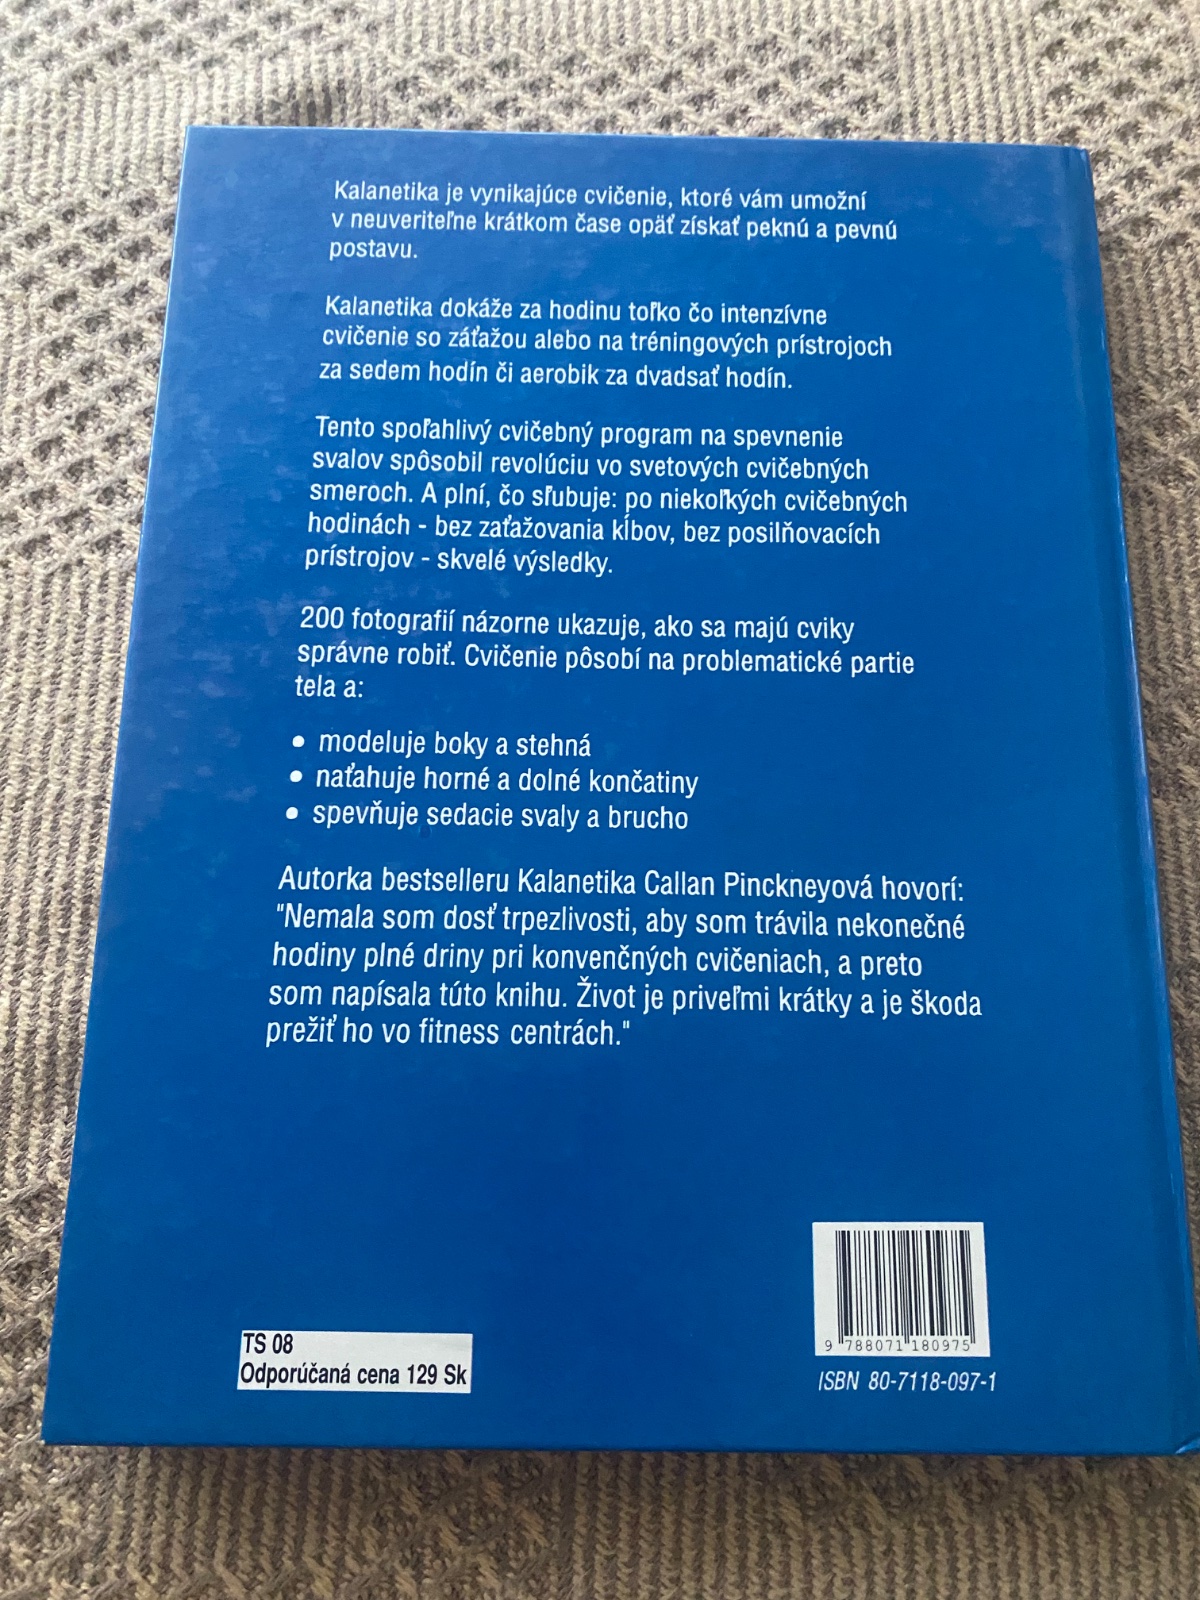 Kalanetika je vynikajúce cvičenie, ktoré vám umožní
v neuveriteľne krátkom čase opäť získať peknú a pevnú
postavu.
Kalanetika dokáže za hodinu toľko čo intenzívne
cvičenie so záťažou alebo na tréningových prístrojoch
za sedem hodín či aerobik za dvadsať hodín.
Tento spoľahlivý cvičebný program na spevnenie
svalov spôsobil revolúciu vo svetových cvičebných
smeroch. A plní, čo sľubuje: po niekoľkých cvičebných
hodinách - bez zaťažovania kĺbov, bez posilňovacích
prístrojov - skvelé výsledky.
200 fotografií názorne ukazuje, ako sa majú cviky
správne robiť. Cvičenie pôsobí na problematické partie
tela a:
• modeluje boky a stehná
• naťahuje horné a dolné končatiny
• spevňuje sedacie svaly a brucho
Autorka bestselleru Kalanetika Callan Pinckneyová hovorí:
"Nemala som dosť trpezlivosti, aby som trávila nekonečné
hodiny plné driny pri konvenčných cvičeniach, a preto
som napísala túto knihu. Život je priveľmi krátky a je škoda
prežiť ho vo fitness centrách."
TS 08
Odporúčaná cena 129 Sk
9 788071 180975
ISBN 80-7118-097-1